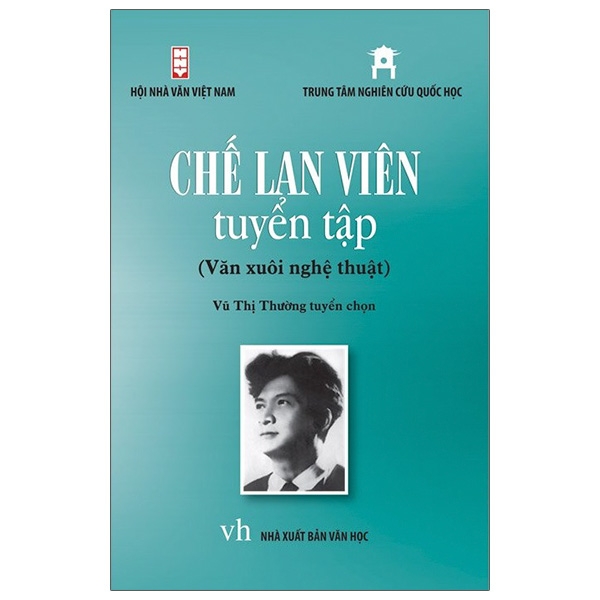 HỘI NHÀ VĂN VIỆT NAM
TRUNG TÂM NGHIÊN CỨU QUỐC HỌC
CHẾ LAN VIÊN
tuyển tập
(Văn xuôi nghệ thuật)
Vũ Thị Thường tuyển chọn
vh NHÀ XUẤT BẢN VĂN HỌC